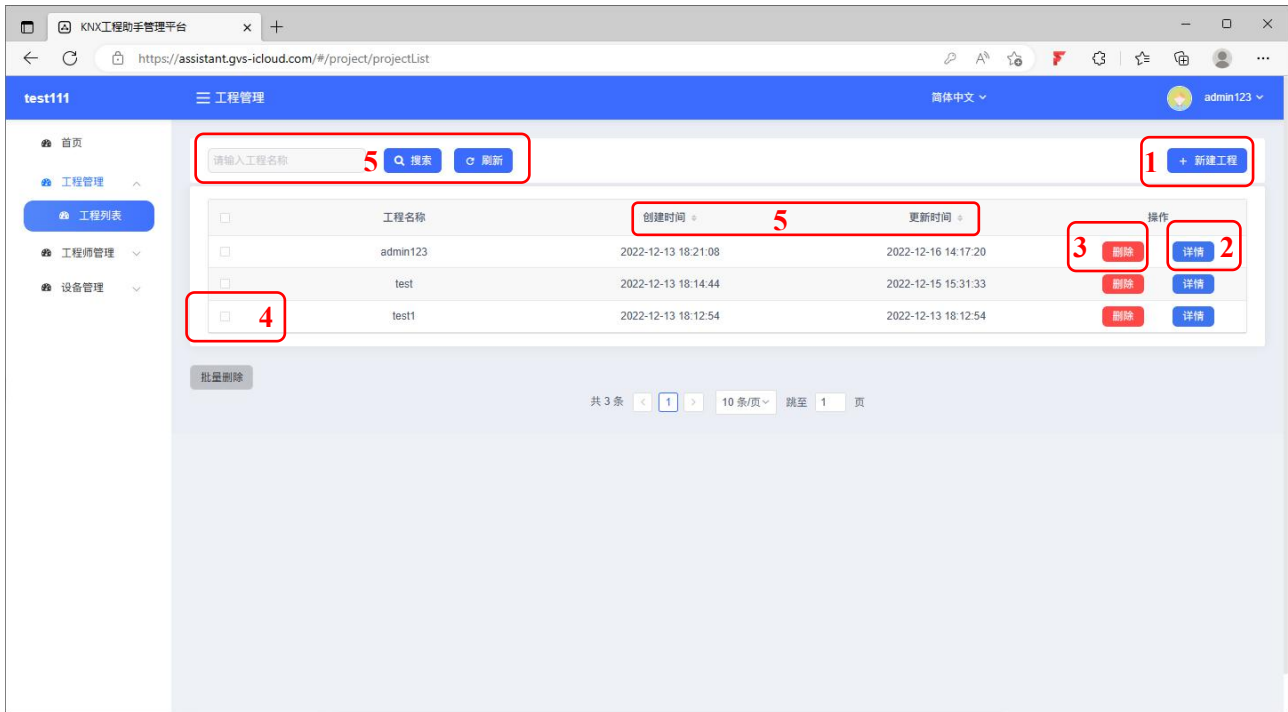 KNX工程助手管理平台
https://assistant.gvs-icloud.com/#/project/projectList
test111 工程管理 简体中文 admin123
首页
工程管理
工程列表
工程师管理
设备管理
请输入工程名称 5 搜索 刷新 1 + 新建工程
工程名称 创建时间 5 更新时间 操作
admin123 2022-12-13 18:21:08 2022-12-16 14:17:20 3 删除 详情 2
test 2022-12-13 18:14:44 2022-12-15 15:31:33 删除 详情
4 test1 2022-12-13 18:12:54 2022-12-13 18:12:54 删除 详情
批量删除
共 3 条 < 1 > 10 条/页 跳至 1 页